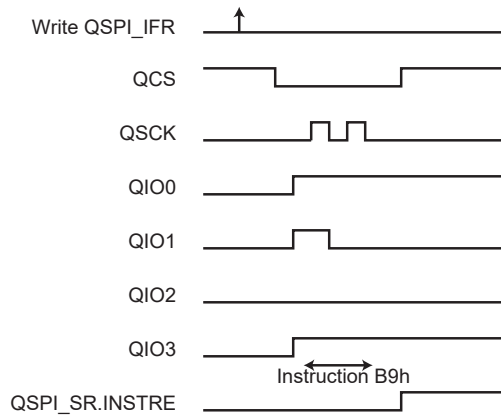 Write QSPI_IFR
QCS
QSCK
QIO0
QIO1
QIO2
QIO3
Instruction B9h
QSPI_SR.INSTRE